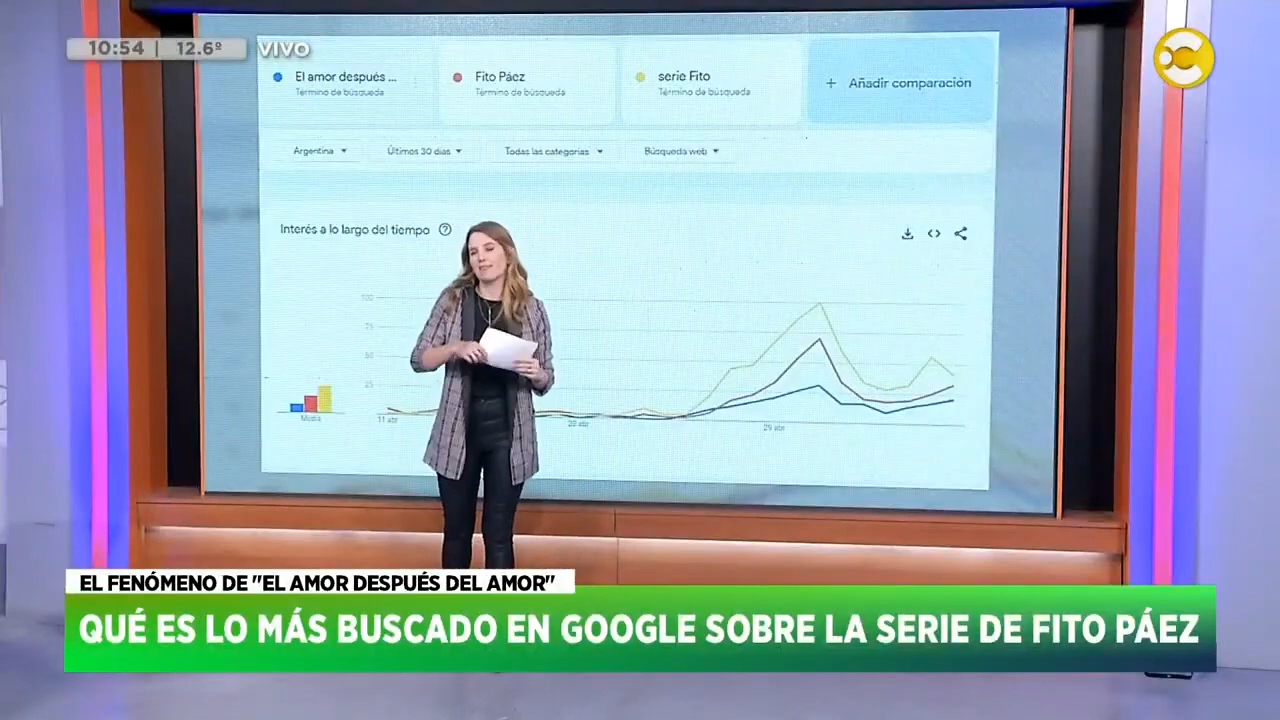 10:54 | 12.6º VIVO
El amor después ...
Término de búsqueda
Fito Páez
Término de búsqueda
serie Fito
Término de búsqueda
+ Añadir comparación
Argentina
Últimos 30 días
Todas las categorías
Búsqueda web
Interés a lo largo del tiempo
100
75
50
25
Media
11 abr
20 abr
29 abr
EL FENÓMENO DE "EL AMOR DESPUÉS DEL AMOR"
QUÉ ES LO MÁS BUSCADO EN GOOGLE SOBRE LA SERIE DE FITO PÁEZ